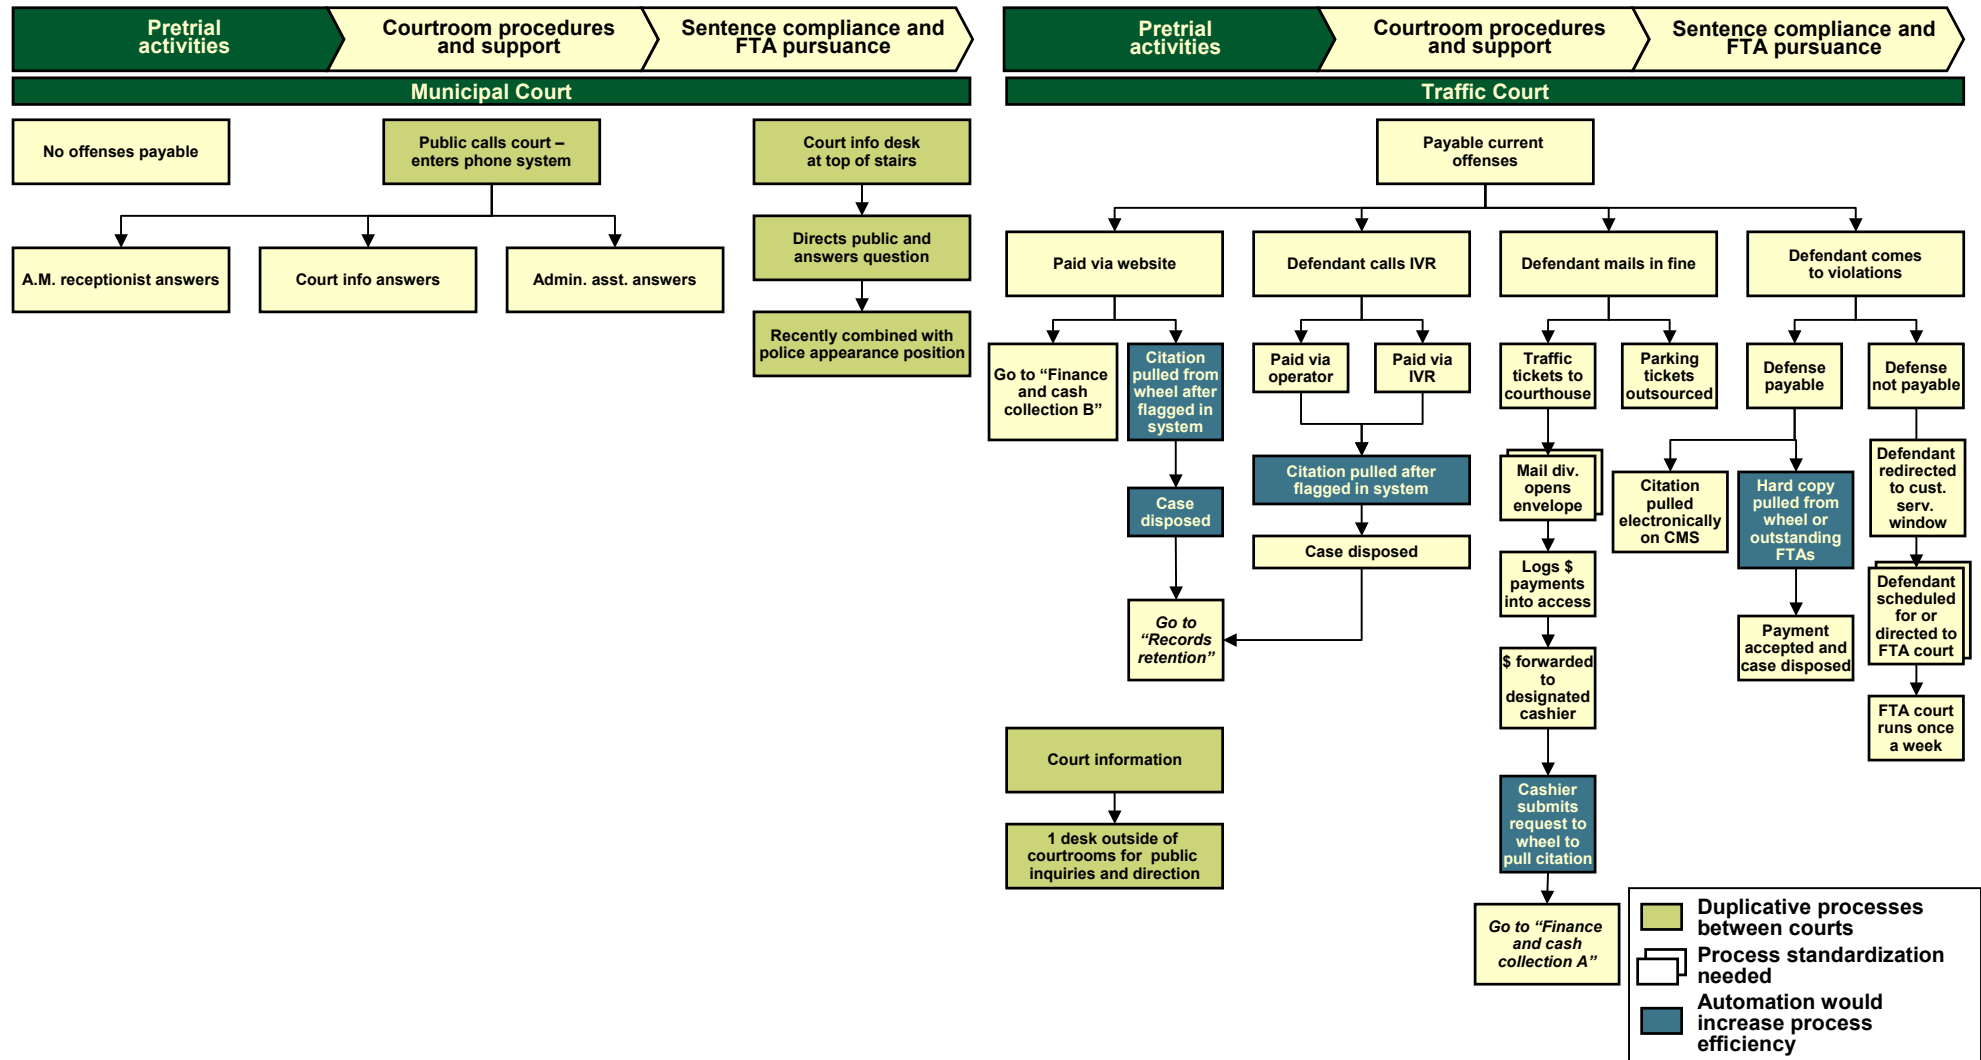 Pretrial
activities
Courtroom procedures
and support
Sentence compliance and
FTA pursuance
Municipal Court
No offenses payable
Public calls court –
enters phone system
Court info desk
at top of stairs
A.M. receptionist answers
Court info answers
Admin. asst. answers
Directs public and
answers question
Recently combined with
police appearance position
Pretrial
activities
Courtroom procedures
and support
Sentence compliance and
FTA pursuance
Traffic Court
Payable current
offenses
Paid via website
Defendant calls IVR
Defendant mails in fine
Defendant comes
to violations
Go to “Finance
and cash
collection B”
Citation
pulled from
wheel after
flagged in
system
Paid via
operator
Paid via
IVR
Traffic
tickets to
courthouse
Parking
tickets
outsourced
Defense
payable
Defense
not payable
Case
disposed
Citation pulled after
flagged in system
Mail div.
opens
envelope
Citation
pulled
electronically
on CMS
Hard copy
pulled from
wheel or
outstanding
FTAs
Defendant
redirected
to cust.
serv.
window
Case disposed
Logs $
payments
into access
Defendant
scheduled
for or
directed to
FTA court
Go to
“Records
retention”
$ forwarded
to
designated
cashier
Payment
accepted and
case disposed
FTA court
runs once
a week
Court information
1 desk outside of
courtrooms for public
inquiries and direction
Cashier
submits
request to
wheel to
pull citation
Go to “Finance
and cash
collection A”
Duplicative processes
between courts
Process standardization
needed
Automation would
increase process
efficiency